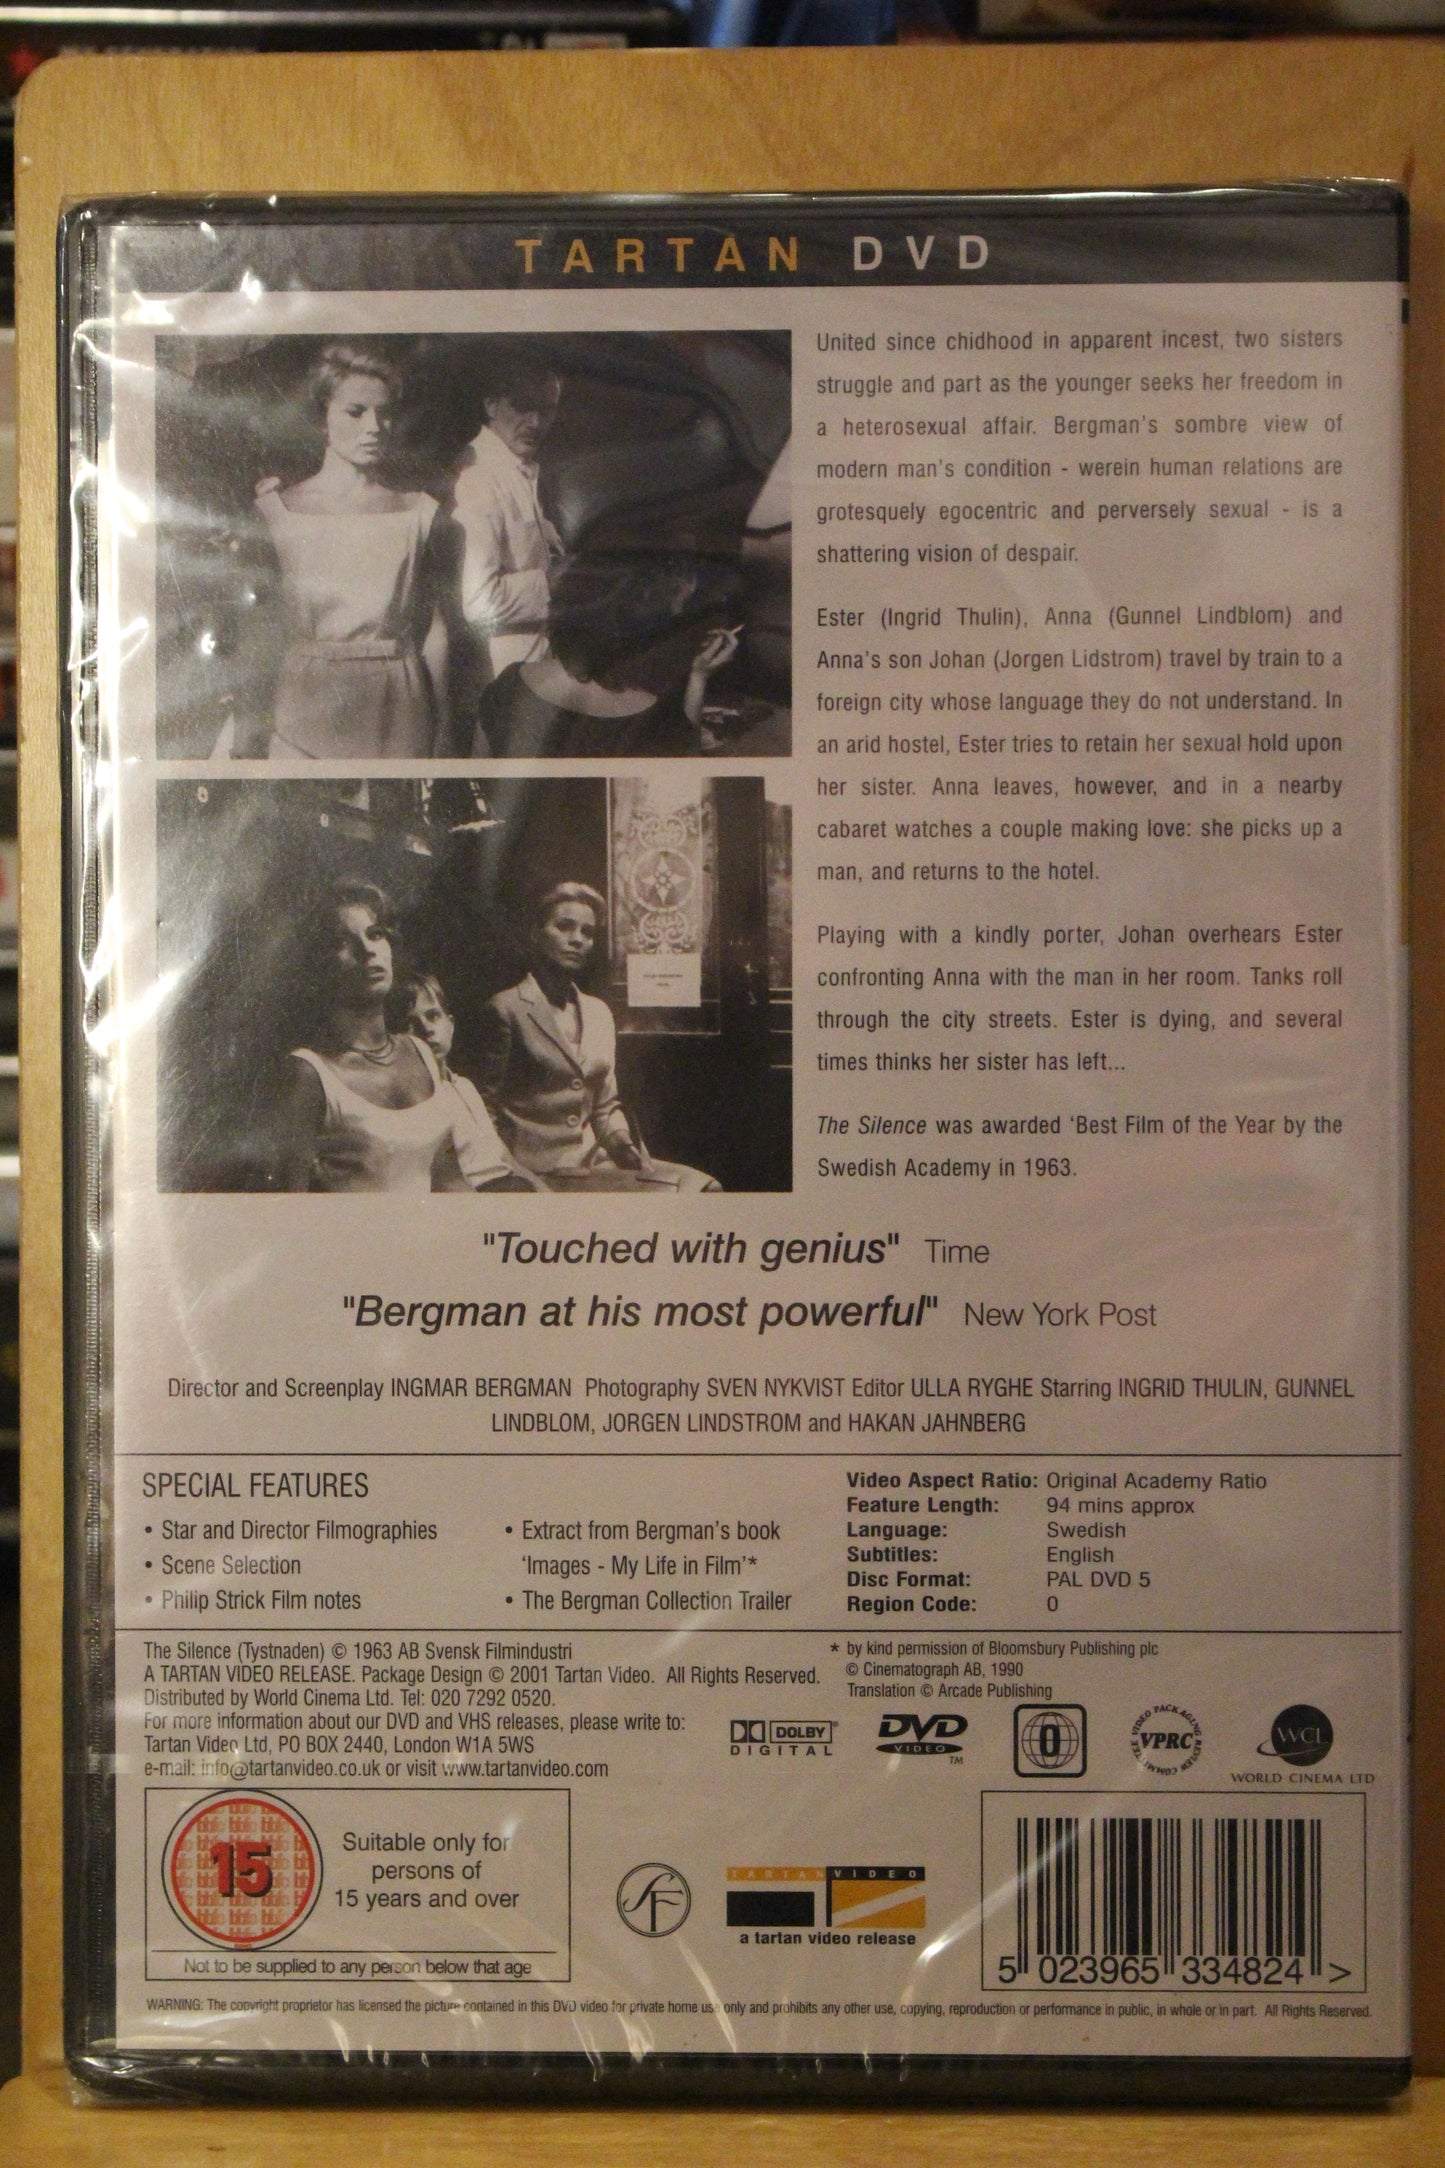 TARTAN DVD
United since chidhood in apparent incest, two sisters
struggle and part as the younger seeks her freedom in
a heterosexual affair. Bergman's sombre view of
modern man's condition - werein human relations are
grotesquely egocentric and perversely sexual - is a
shattering vision of despair.
Ester (Ingrid Thulin), Anna (Gunnel Lindblom) and
Anna's son Johan (Jorgen Lidstrom) travel by train to a
foreign city whose language they do not understand. In
an arid hostel, Ester tries to retain her sexual hold upon
her sister. Anna leaves, however, and in a nearby
cabaret watches a couple making love: she picks up a
man, and returns to the hotel.
Playing with a kindly porter, Johan overhears Ester
confronting Anna with the man in her room. Tanks roll
through the city streets. Ester is dying, and several
times thinks her sister has left...
The Silence was awarded 'Best Film of the Year by the
Swedish Academy in 1963.
"Touched with genius" Time
"Bergman at his most powerful" New York Post
Director and Screenplay INGMAR BERGMAN Photography SVEN NYKVIST Editor ULLA RYGHE Starring INGRID THULIN, GUNNEL
LINDBLOM, JORGEN LINDSTROM and HAKAN JAHNBERG
SPECIAL FEATURES
• Star and Director Filmographies
• Scene Selection
• Philip Strick Film notes
• Extract from Bergman's book
'Images - My Life in Film'*
• The Bergman Collection Trailer
Video Aspect Ratio: Original Academy Ratio
Feature Length: 94 mins approx
Language: Swedish
Subtitles: English
Disc Format: PAL DVD 5
Region Code: 0
The Silence (Tystnaden) © 1963 AB Svensk Filmindustri
A TARTAN VIDEO RELEASE. Package Design © 2001 Tartan Video. All Rights Reserved.
Distributed by World Cinema Ltd. Tel: 020 7292 0520.
For more information about our DVD and VHS releases, please write to:
Tartan Video Ltd, PO BOX 2440, London W1A 5WS
e-mail: info@tartanvideo.co.uk or visit www.tartanvideo.com
* by kind permission of Bloomsbury Publishing plc
© Cinematograph AB, 1990
Translation © Arcade Publishing
DOLBY
DIGITAL
DVD
VIDEO
TM
0
VIDEO PACKAGING REVIEW COMMITTEE
VPRC
WCL
WORLD CINEMA LTD
15
Suitable only for
persons of
15 years and over
Not to be supplied to any person below that age
SF
TARTAN VIDEO
a tartan video release
5 023965 334824 >
WARNING: The copyright proprietor has licensed the picture contained in this DVD video for private home use only and prohibits any other use, copying, reproduction or performance in public, in whole or in part. All Rights Reserved.